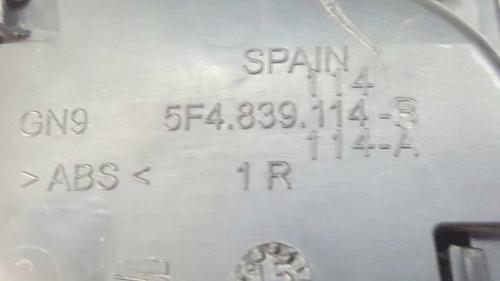 SPAIN
114
GN9 5F4.839.114-B
114-A
>ABS< 1 R